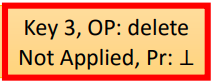 Key 3, OP: delete
Not Applied, Pr: ⊥